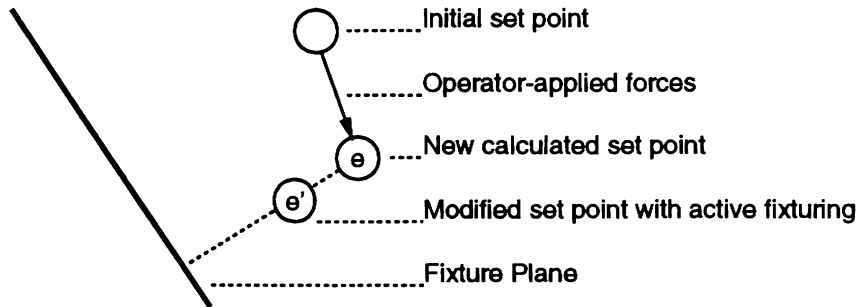 Initial set point
Operator-applied forces
New calculated set point
e
e'
Modified set point with active fixturing
Fixture Plane